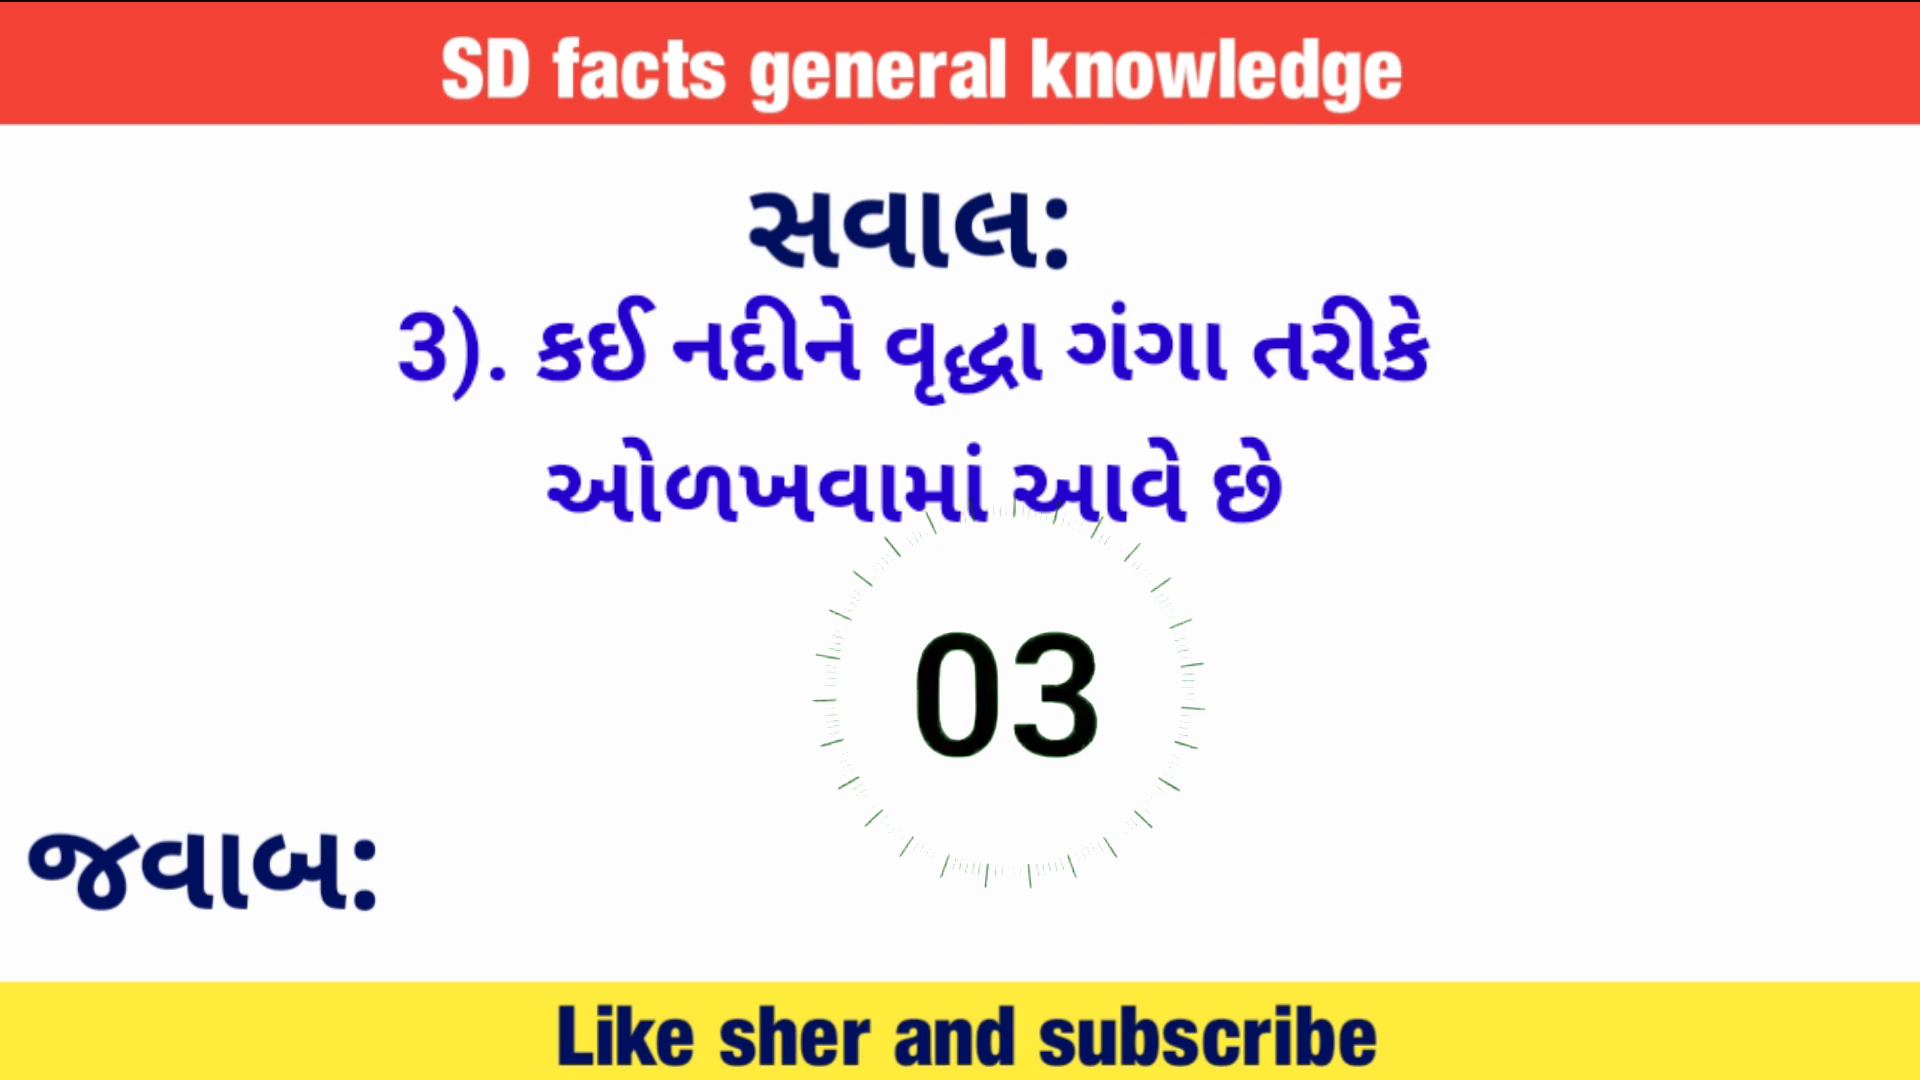 SD facts general knowledge
સવાલ:
3). કઈ નદીને વૃદ્ધા ગંગા તરીકે
ઓળખવામાં આવે છે
03
જવાબ:
Like sher and subscribe